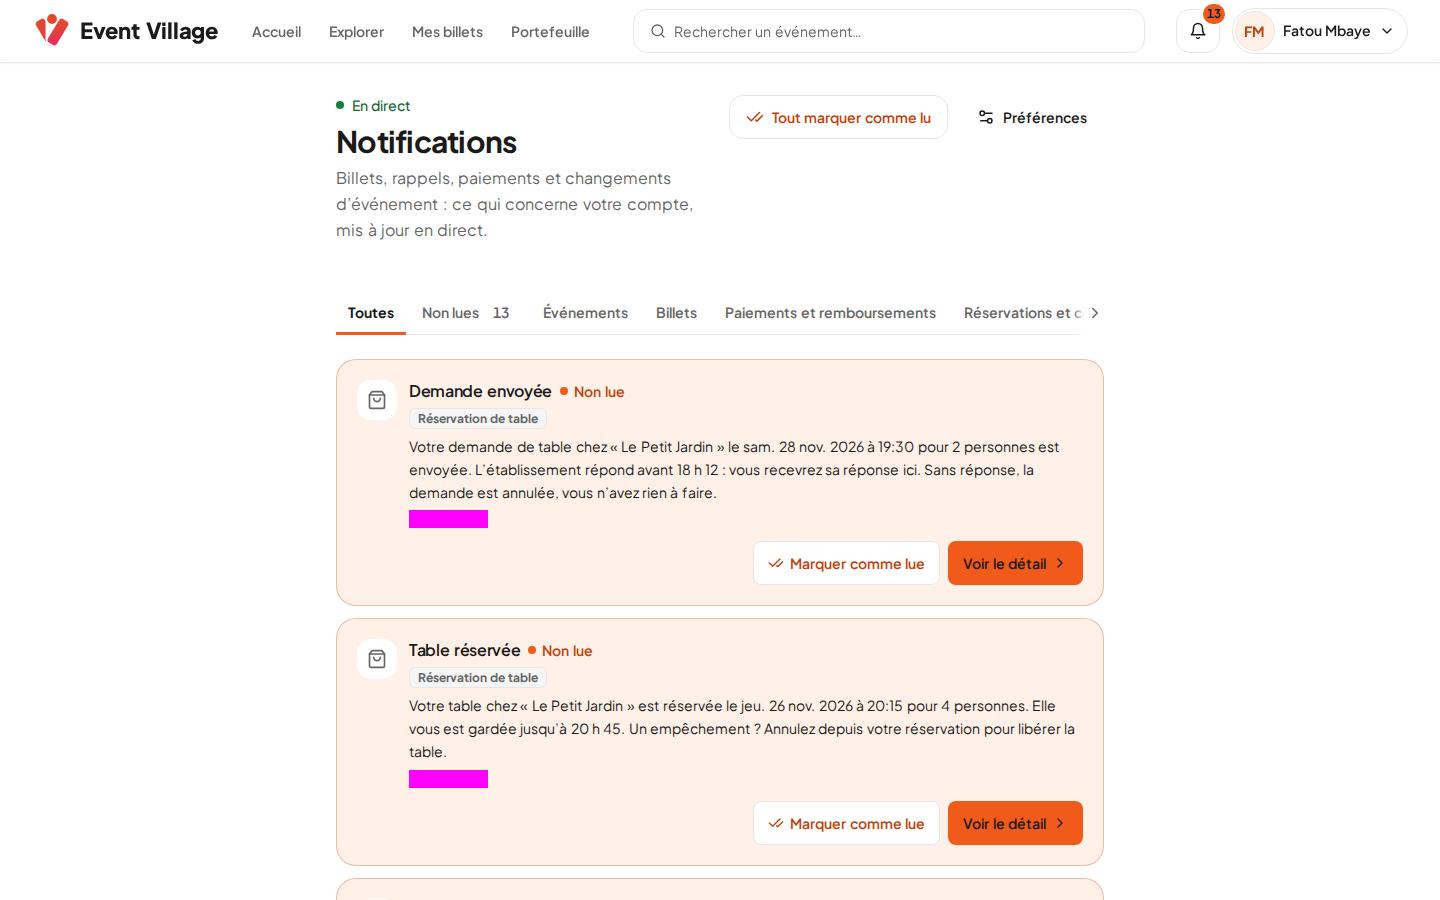 Event Village
Accueil
Explorer
Mes billets
Portefeuille
Rechercher un événement…
13
FM
Fatou Mbaye
En direct
Tout marquer comme lu
Préférences
Notifications
Billets, rappels, paiements et changements
d’événement : ce qui concerne votre compte,
mis à jour en direct.
Toutes
Non lues 13
Événements
Billets
Paiements et remboursements
Réservations et
Demande envoyée
Non lue
Réservation de table
Votre demande de table chez « Le Petit Jardin » le sam. 28 nov. 2026 à 19:30 pour 2 personnes est
envoyée. L’établissement répond avant 18 h 12 : vous recevrez sa réponse ici. Sans réponse, la
demande est annulée, vous n’avez rien à faire.
Marquer comme lue
Voir le détail
Table réservée
Non lue
Réservation de table
Votre table chez « Le Petit Jardin » est réservée le jeu. 26 nov. 2026 à 20:15 pour 4 personnes. Elle
vous est gardée jusqu’à 20 h 45. Un empêchement ? Annulez depuis votre réservation pour libérer la
table.
Marquer comme lue
Voir le détail